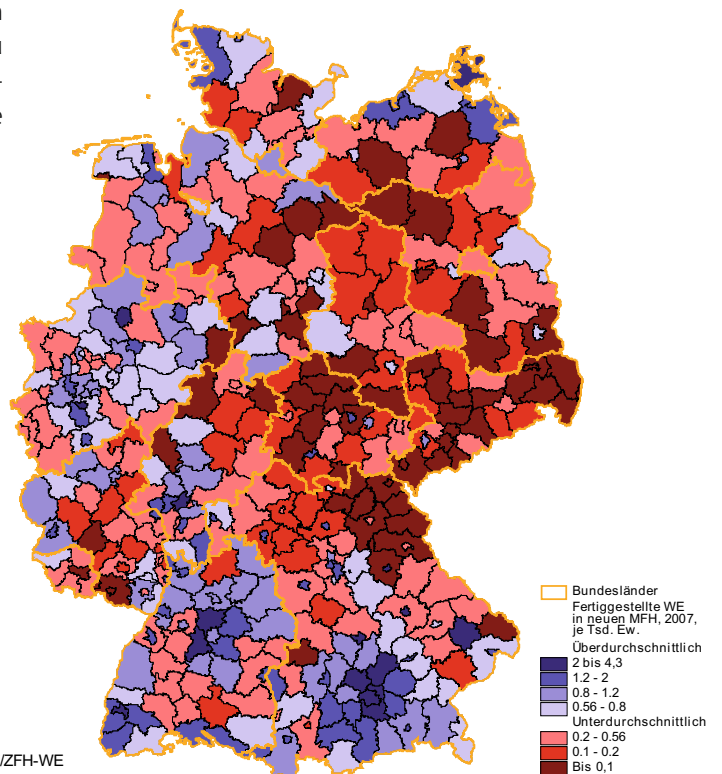 Bundesländer
Fertiggestellte WE
in neuen MFH, 2007,
je Tsd. Ew.
Überdurchschnittlich
2 bis 4,3
1.2 - 2
0.8 - 1.2
0.56 - 0.8
Unterdurchschnittlich
0.2 - 0.56
0.1 - 0.2
Bis 0,1
/ZFH-WE